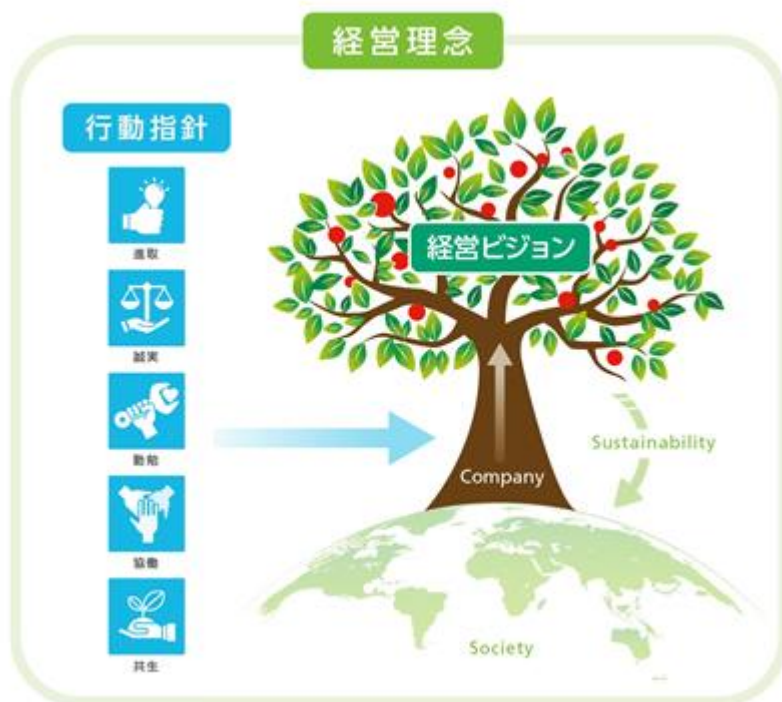 経営理念
行動指針
進取
誠実
勤勉
協働
共生
経営ビジョン
Sustainability
Company
Society